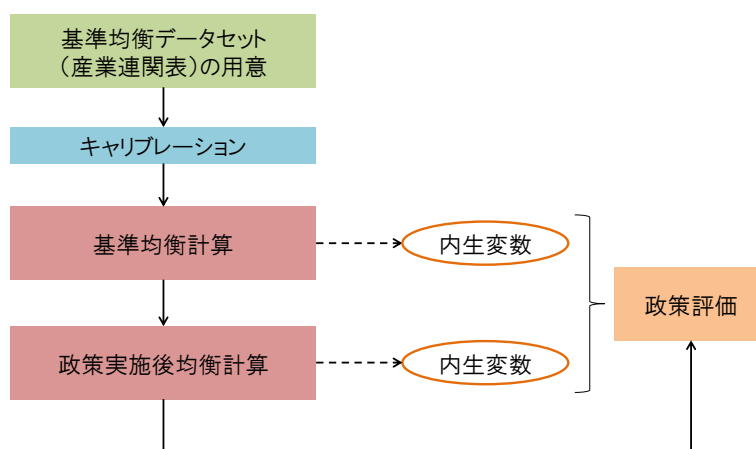 基準均衡データセット
（産業連関表）の用意
キャリブレーション
基準均衡計算
内生変数
政策評価
政策実施後均衡計算
内生変数